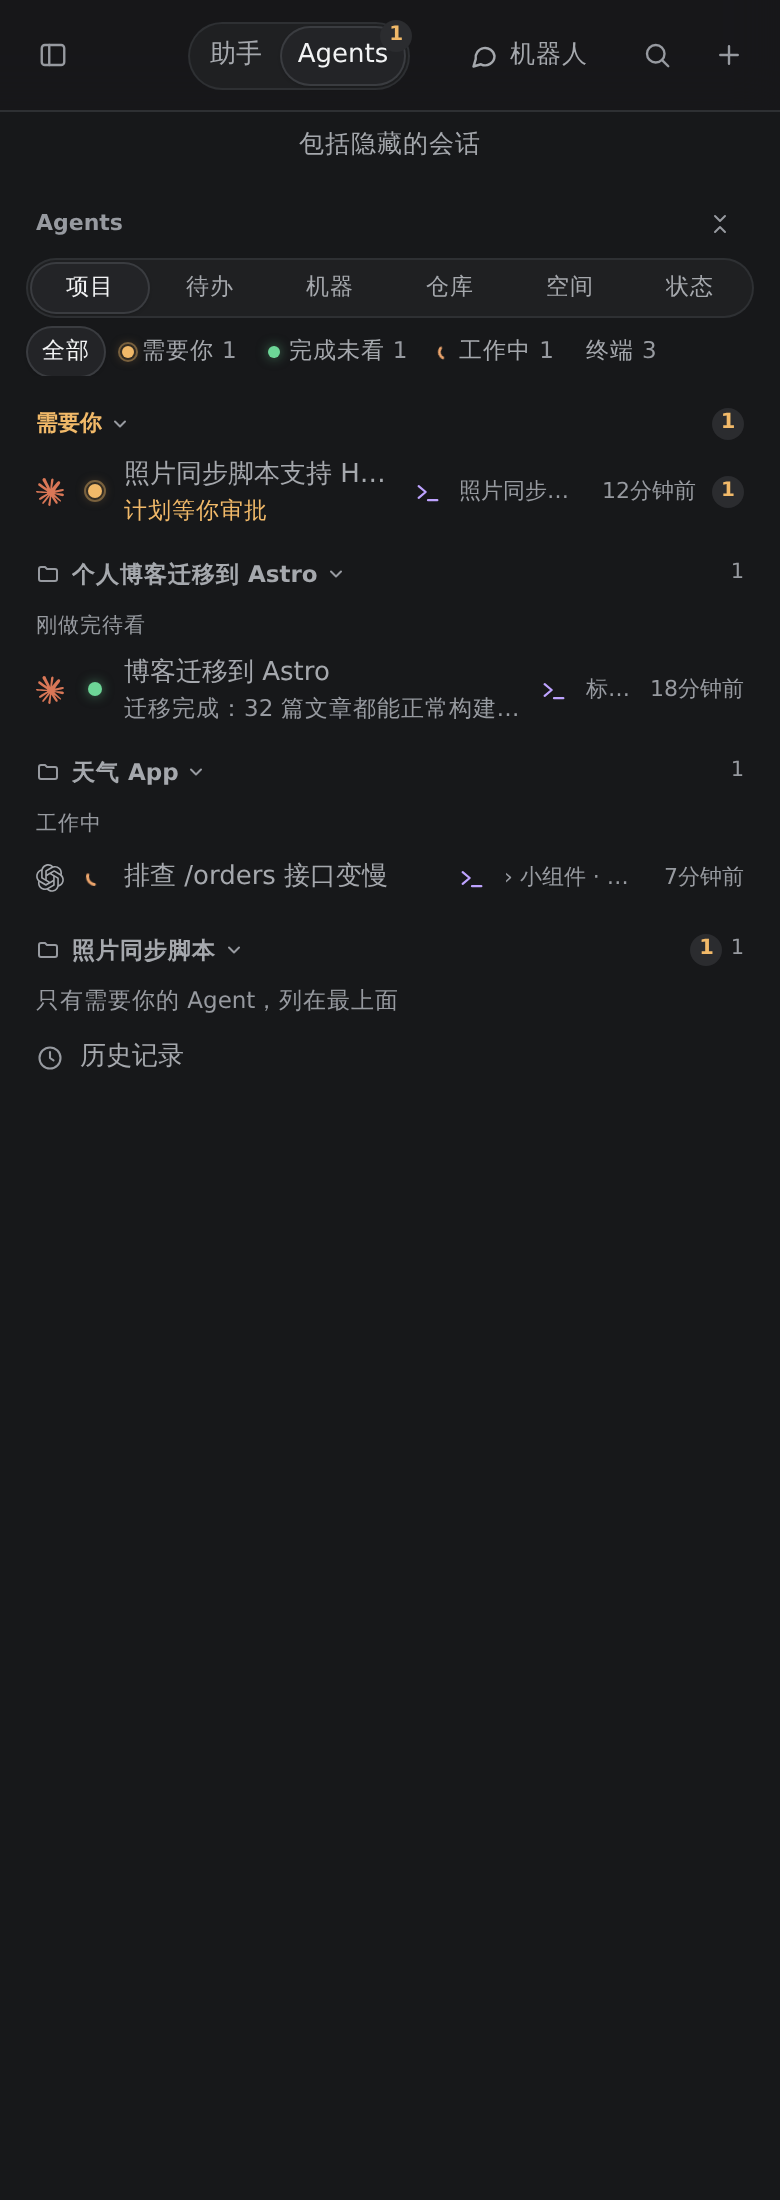 助手 Agents 1 机器人
包括隐藏的会话
Agents
项目 待办 机器 仓库 空间 状态
全部 需要你 1 完成未看 1 工作中 1 终端 3
需要你 1
照片同步脚本支持 H… 照片同步… 12分钟前 1
计划等你审批
个人博客迁移到 Astro 1
刚做完待看
博客迁移到 Astro 标… 18分钟前
迁移完成：32 篇文章都能正常构建…
天气 App 1
工作中
排查 /orders 接口变慢 › 小组件 · … 7分钟前
照片同步脚本 1 1
只有需要你的 Agent，列在最上面
历史记录